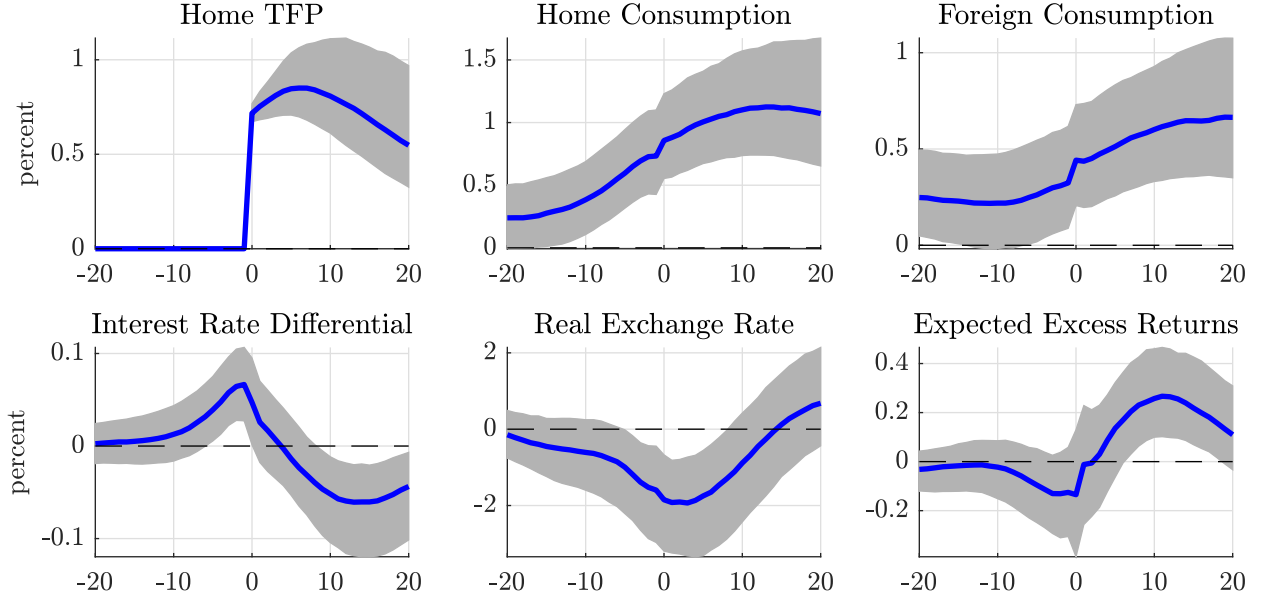 Home TFP
Home Consumption
Foreign Consumption
percent
1
0.5
0
-20 -10 0 10 20
1.5
1
0.5
0
-20 -10 0 10 20
1
0.5
0
-20 -10 0 10 20
Interest Rate Differential
Real Exchange Rate
Expected Excess Returns
percent
0.1
0
-0.1
-20 -10 0 10 20
2
0
-2
-20 -10 0 10 20
0.4
0.2
0
-0.2
-20 -10 0 10 20